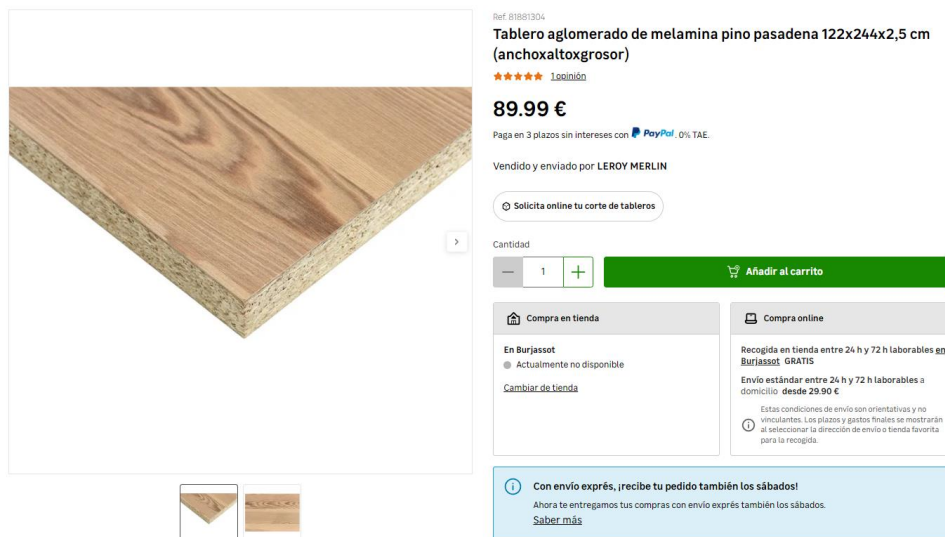 Ref. 81881304
Tablero aglomerado de melamina pino pasadena 122x244x2,5 cm
(anchoxaltoxgrosor)
1 opinión
89.99 €
Paga en 3 plazos sin intereses con PayPal. 0% TAE.
Vendido y enviado por LEROY MERLIN
Solicita online tu corte de tableros
Cantidad
1
Añadir al carrito
Compra en tienda
En Burjassot
Actualmente no disponible
Cambiar de tienda
Compra online
Recogida en tienda entre 24 h y 72 h laborables en
Burjassot GRATIS
Envío estándar entre 24 h y 72 h laborables a
domicilio desde 29.90 €
Estas condiciones de envío son orientativas y no
vinculantes. Los plazos y gastos finales se mostrarán
al seleccionar la dirección de envío o tienda favorita
para la recogida.
Con envío exprés, ¡recibe tu pedido también los sábados!
Ahora te entregamos tus compras con envío exprés también los sábados.
Saber más